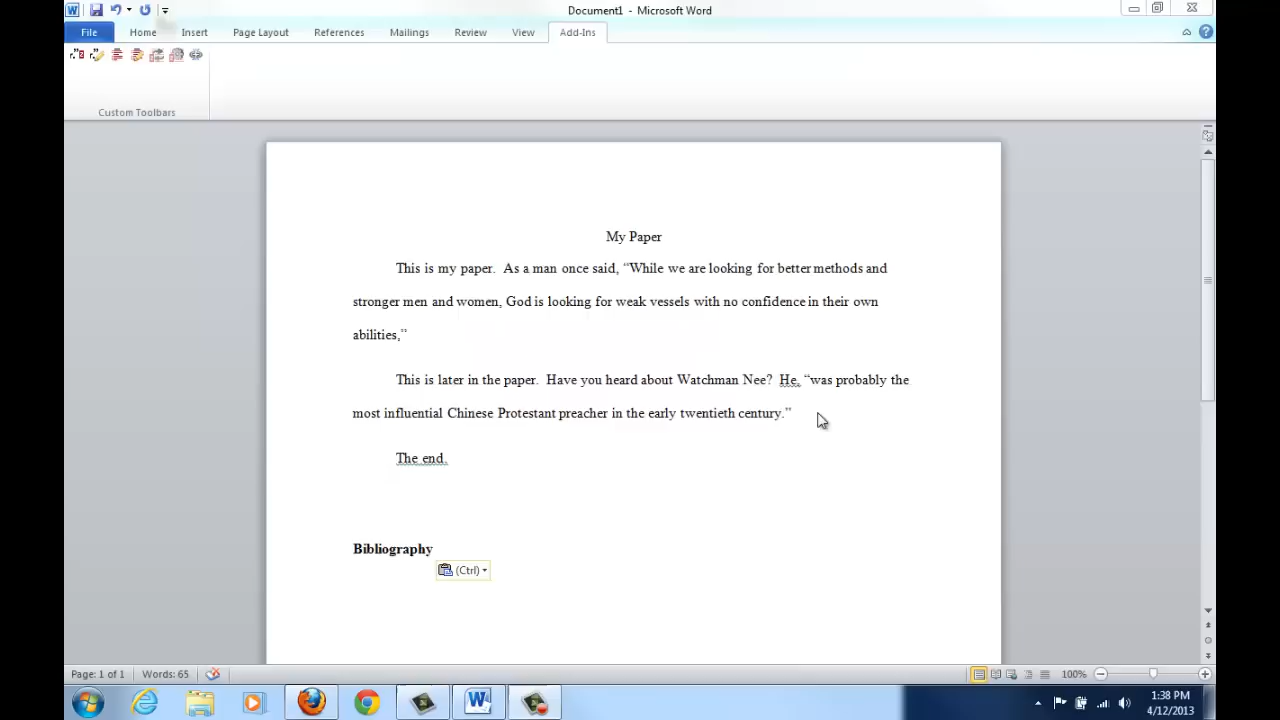 Document1 - Microsoft Word
File Home Insert Page Layout References Mailings Review View Add-Ins
Custom Toolbars
My Paper
This is my paper. As a man once said, “While we are looking for better methods and
stronger men and women, God is looking for weak vessels with no confidence in their own
abilities,”
This is later in the paper. Have you heard about Watchman Nee? He, “was probably the
most influential Chinese Protestant preacher in the early twentieth century.”
The end.
Bibliography
(Ctrl)
Page: 1 of 1 Words: 65 100%
1:38 PM
4/12/2013